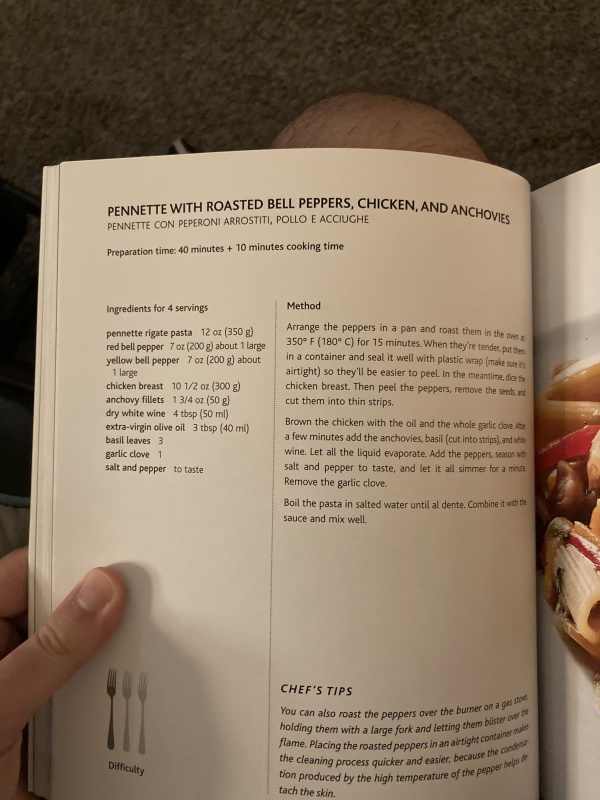 PENNETTE WITH ROASTED BELL PEPPERS, CHICKEN, AND ANCHOVIES
PENNETTE CON PEPERONI ARROSTITI, POLLO E ACCIUGHE
Preparation time: 40 minutes + 10 minutes cooking time
Ingredients for 4 servings
pennette rigate pasta 12 oz (350 g)
red bell pepper 7 oz (200 g) about 1 large
yellow bell pepper 7 oz (200 g) about
1 large
chicken breast 10 1/2 oz (300 g)
anchovy fillets 1 3/4 oz (50 g)
dry white wine 4 tbsp (50 ml)
extra-virgin olive oil 3 tbsp (40 ml)
basil leaves 3
garlic clove 1
salt and pepper to taste
Method
Arrange the peppers in a pan and roast them in the oven at
350° F (180° C) for 15 minutes. When they're tender, put them
in a container and seal it well with plastic wrap (make sure it's
airtight) so they'll be easier to peel. In the meantime, dice the
chicken breast. Then peel the peppers, remove the seeds, and
cut them into thin strips.
Brown the chicken with the oil and the whole garlic clove. After
a few minutes add the anchovies, basil (cut into strips), and white
wine. Let all the liquid evaporate. Add the peppers, season with
salt and pepper to taste, and let it all simmer for a minute.
Remove the garlic clove.
Boil the pasta in salted water until al dente. Combine it with the
sauce and mix well.
CHEF'S TIPS
You can also roast the peppers over the burner on a gas stove,
holding them with a large fork and letting them blister over the
flame. Placing the roasted peppers in an airtight container makes
the cleaning process quicker and easier, because the condensa-
tion produced by the high temperature of the pepper helps de-
tach the skin.
Difficulty